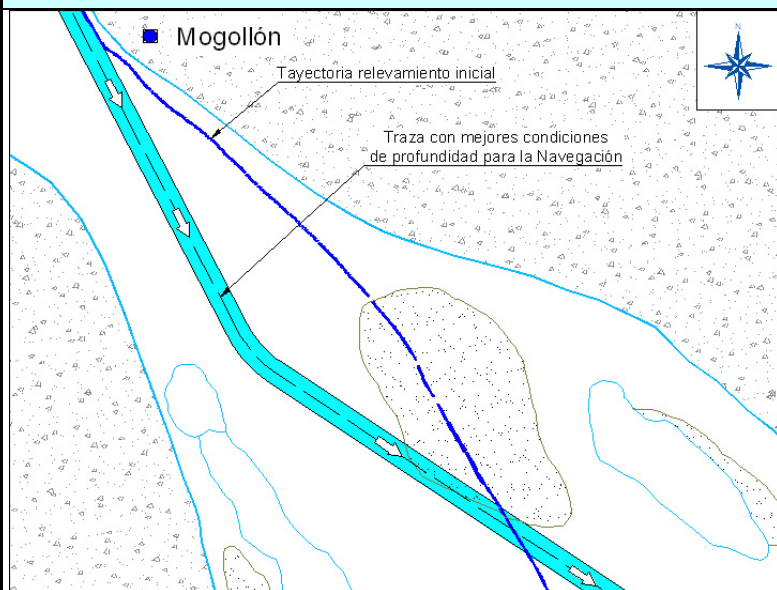 Mogollón
N
Tayectoria relevamiento inicial
Traza con mejores condiciones
de profundidad para la Navegación